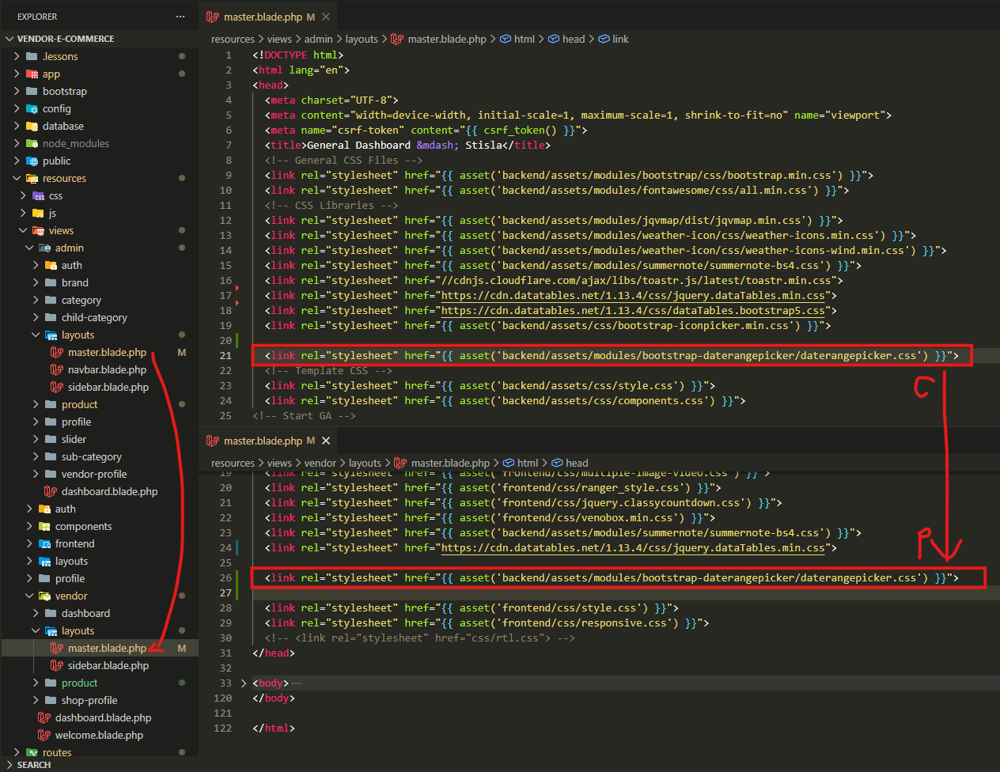 EXPLORER
···
VENDOR-E-COMMERCE
.lessons
app
bootstrap
config
database
node_modules
public
resources
css
js
views
admin
auth
brand
category
child-category
layouts
master.blade.php M
navbar.blade.php
sidebar.blade.php
product
profile
slider
sub-category
vendor-profile
dashboard.blade.php
auth
components
frontend
layouts
profile
vendor
dashboard
layouts
master.blade.php M
sidebar.blade.php
product
shop-profile
dashboard.blade.php
welcome.blade.php
routes
SEARCH
master.blade.php M
resources > views > admin > layouts > master.blade.php > html > head > link
1 <!DOCTYPE html>
2 <html lang="en">
3 <head>
4 <meta charset="UTF-8">
5 <meta content="width=device-width, initial-scale=1, maximum-scale=1, shrink-to-fit=no" name="viewport">
6 <meta name="csrf-token" content="{{ csrf_token() }}">
7 <title>General Dashboard &mdash; Stisla</title>
8 <!-- General CSS Files -->
9 <link rel="stylesheet" href="{{ asset('backend/assets/modules/bootstrap/css/bootstrap.min.css') }}">
10 <link rel="stylesheet" href="{{ asset('backend/assets/modules/fontawesome/css/all.min.css') }}">
11 <!-- CSS Libraries -->
12 <link rel="stylesheet" href="{{ asset('backend/assets/modules/jqvmap/dist/jqvmap.min.css') }}">
13 <link rel="stylesheet" href="{{ asset('backend/assets/modules/weather-icon/css/weather-icons.min.css') }}">
14 <link rel="stylesheet" href="{{ asset('backend/assets/modules/weather-icon/css/weather-icons-wind.min.css') }}">
15 <link rel="stylesheet" href="{{ asset('backend/assets/modules/summernote/summernote-bs4.css') }}">
16 <link rel="stylesheet" href="//cdnjs.cloudflare.com/ajax/libs/toastr.js/latest/toastr.min.css">
17 <link rel="stylesheet" href="https://cdn.datatables.net/1.13.4/css/jquery.dataTables.min.css">
18 <link rel="stylesheet" href="https://cdn.datatables.net/1.13.4/css/dataTables.bootstrap5.css">
19 <link rel="stylesheet" href="{{ asset('backend/assets/css/bootstrap-iconpicker.min.css') }}">
20
21 <link rel="stylesheet" href="{{ asset('backend/assets/modules/bootstrap-daterangepicker/daterangepicker.css') }}">
22 <!-- Template CSS -->
23 <link rel="stylesheet" href="{{ asset('backend/assets/css/style.css') }}">
24 <link rel="stylesheet" href="{{ asset('backend/assets/css/components.css') }}">
25 <!-- Start GA -->
C
master.blade.php M
resources > views > vendor > layouts > master.blade.php > html > head
19 <link rel="stylesheet" href="{{ asset('frontend/css/multiple-image-video.css') }}">
20 <link rel="stylesheet" href="{{ asset('frontend/css/ranger_style.css') }}">
21 <link rel="stylesheet" href="{{ asset('frontend/css/jquery.classycountdown.css') }}">
22 <link rel="stylesheet" href="{{ asset('frontend/css/venobox.min.css') }}">
23 <link rel="stylesheet" href="{{ asset('backend/assets/modules/summernote/summernote-bs4.css') }}">
24 <link rel="stylesheet" href="https://cdn.datatables.net/1.13.4/css/jquery.dataTables.min.css">
25
P
26 <link rel="stylesheet" href="{{ asset('backend/assets/modules/bootstrap-daterangepicker/daterangepicker.css') }}">
27
28 <link rel="stylesheet" href="{{ asset('frontend/css/style.css') }}">
29 <link rel="stylesheet" href="{{ asset('frontend/css/responsive.css') }}">
30 <!-- <link rel="stylesheet" href="css/rtl.css"> -->
31 </head>
32
33 <body>···
120 </body>
121
122 </html>